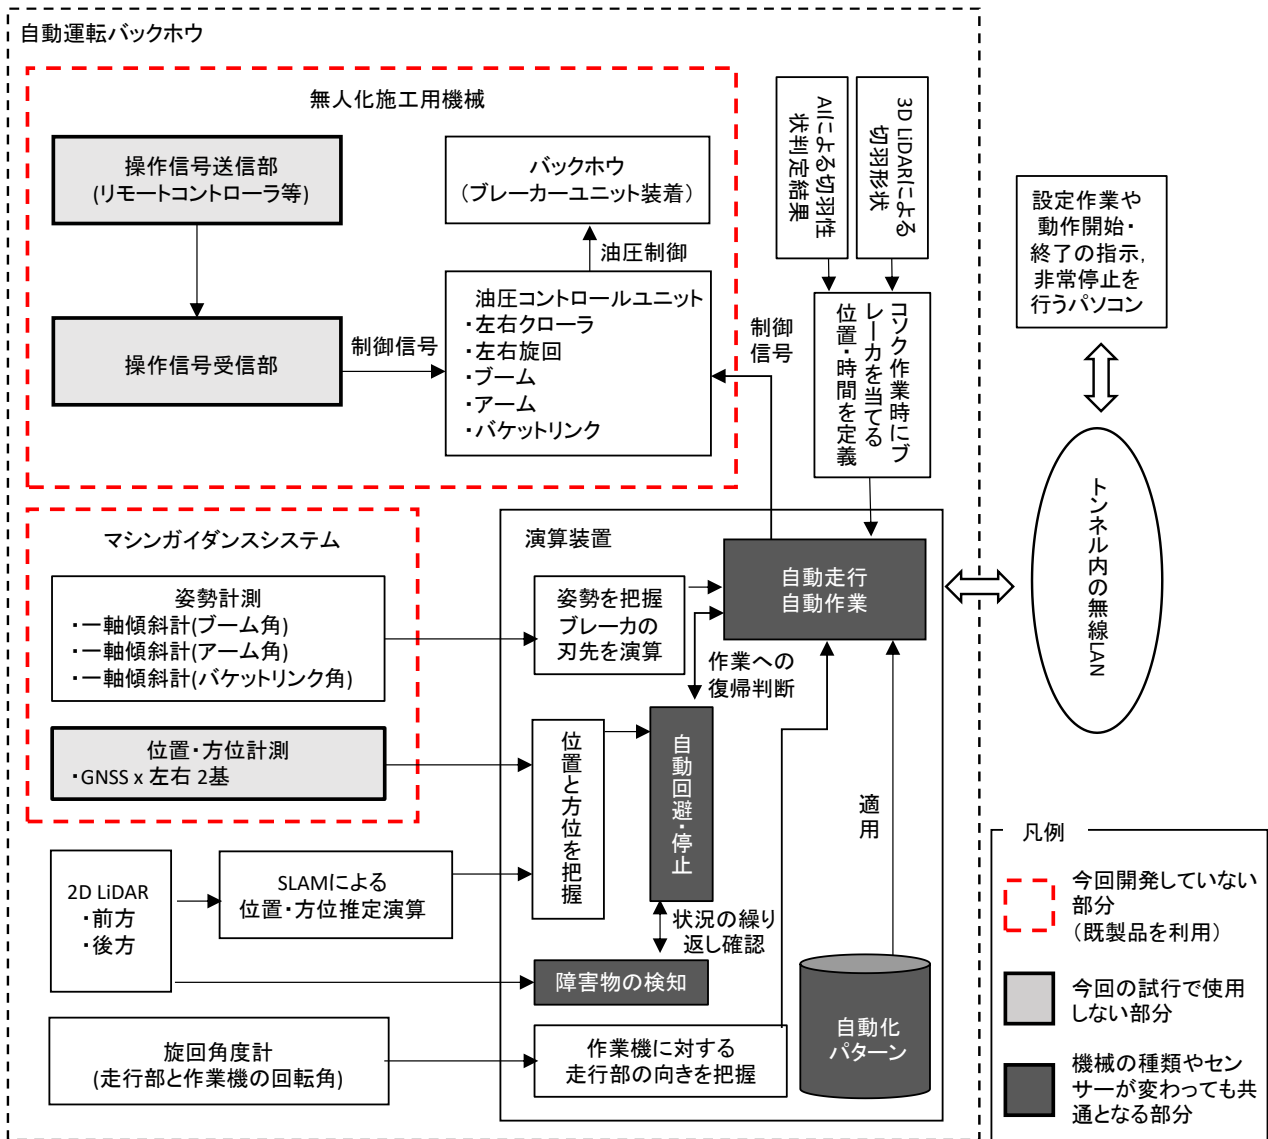 自動運転バックホウ
無人化施工用機械
操作信号送信部
(リモートコントローラ等)
バックホウ
（ブレーカーユニット装着）
油圧制御
操作信号受信部
制御信号
油圧コントロールユニット
・左右クローラ
・左右旋回
・ブーム
・アーム
・バケットリンク
制御
信号
AIによる切羽性
状判定結果
3D LiDARによる
切羽形状
コソク作業時にブ
レーカを当てる
位置・時間を定義
設定作業や
動作開始・
終了の指示，
非常停止を
行うパソコン
トンネル内の無線LAN
マシンガイダンスシステム
姿勢計測
・一軸傾斜計(ブーム角)
・一軸傾斜計(アーム角)
・一軸傾斜計(バケットリンク角)
位置・方位計測
・GNSS x 左右 2基
2D LiDAR
・前方
・後方
SLAMによる
位置・方位推定演算
旋回角度計
(走行部と作業機の回転角)
演算装置
姿勢を把握
ブレーカの
刃先を演算
自動走行
自動作業
作業への
復帰判断
位置と方位を把握
自動回避・停止
状況の繰り
返し確認
障害物の検知
作業機に対する
走行部の向きを把握
適用
自動化
パターン
凡例
今回開発していない
部分
（既製品を利用）
今回の試行で使用
しない部分
機械の種類やセン
サーが変わっても共
通となる部分